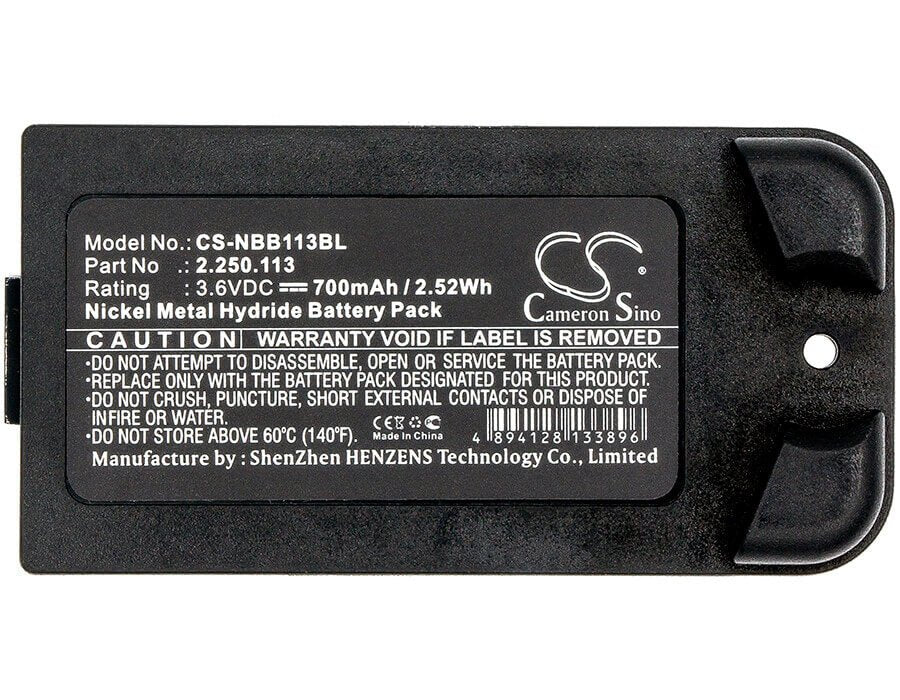 Model No.: CS-NBB113BL
Part No .: 2.250.113
Rating : 3.6VDC ⎓ 700mAh / 2.52Wh
Nickel Metal Hydride Battery Pack
Cameron Sino
®
CAUTION WARRANTY VOID IF LABEL IS REMOVED
•DO NOT ATTEMPT TO DISASSEMBLE, OPEN OR SERVICE THE BATTERY PACK.
•REPLACE ONLY WITH THE BATTERY PACK DESIGNATED FOR THIS PRODUCT.
•DO NOT CRUSH, PUNCTURE, SHORT EXTERNAL CONTACTS OR DISPOSE OF
INFIRE OR WATER.
•DO NOT STORE ABOVE 60°C (140°F).
CE
Made In China
4 894128 133896
Manufacture by : ShenZhen HENZENS Technology Co., Limited